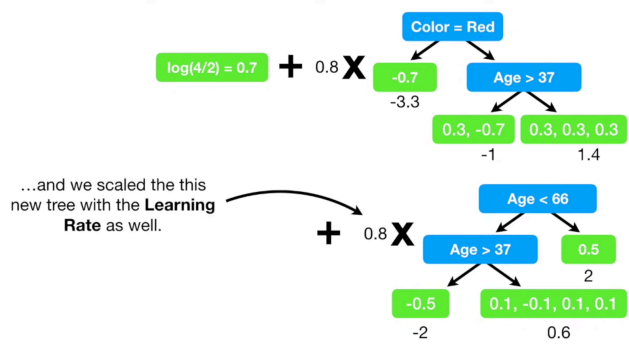 Color = Red
log(4/2) = 0.7 + 0.8 X -0.7 Age > 37
-3.3
0.3, -0.7 0.3, 0.3, 0.3
-1 1.4
…and we scaled the this
new tree with the Learning
Rate as well.
Age < 66
+ 0.8 X Age > 37 0.5
2
-0.5 0.1, -0.1, 0.1, 0.1
-2 0.6